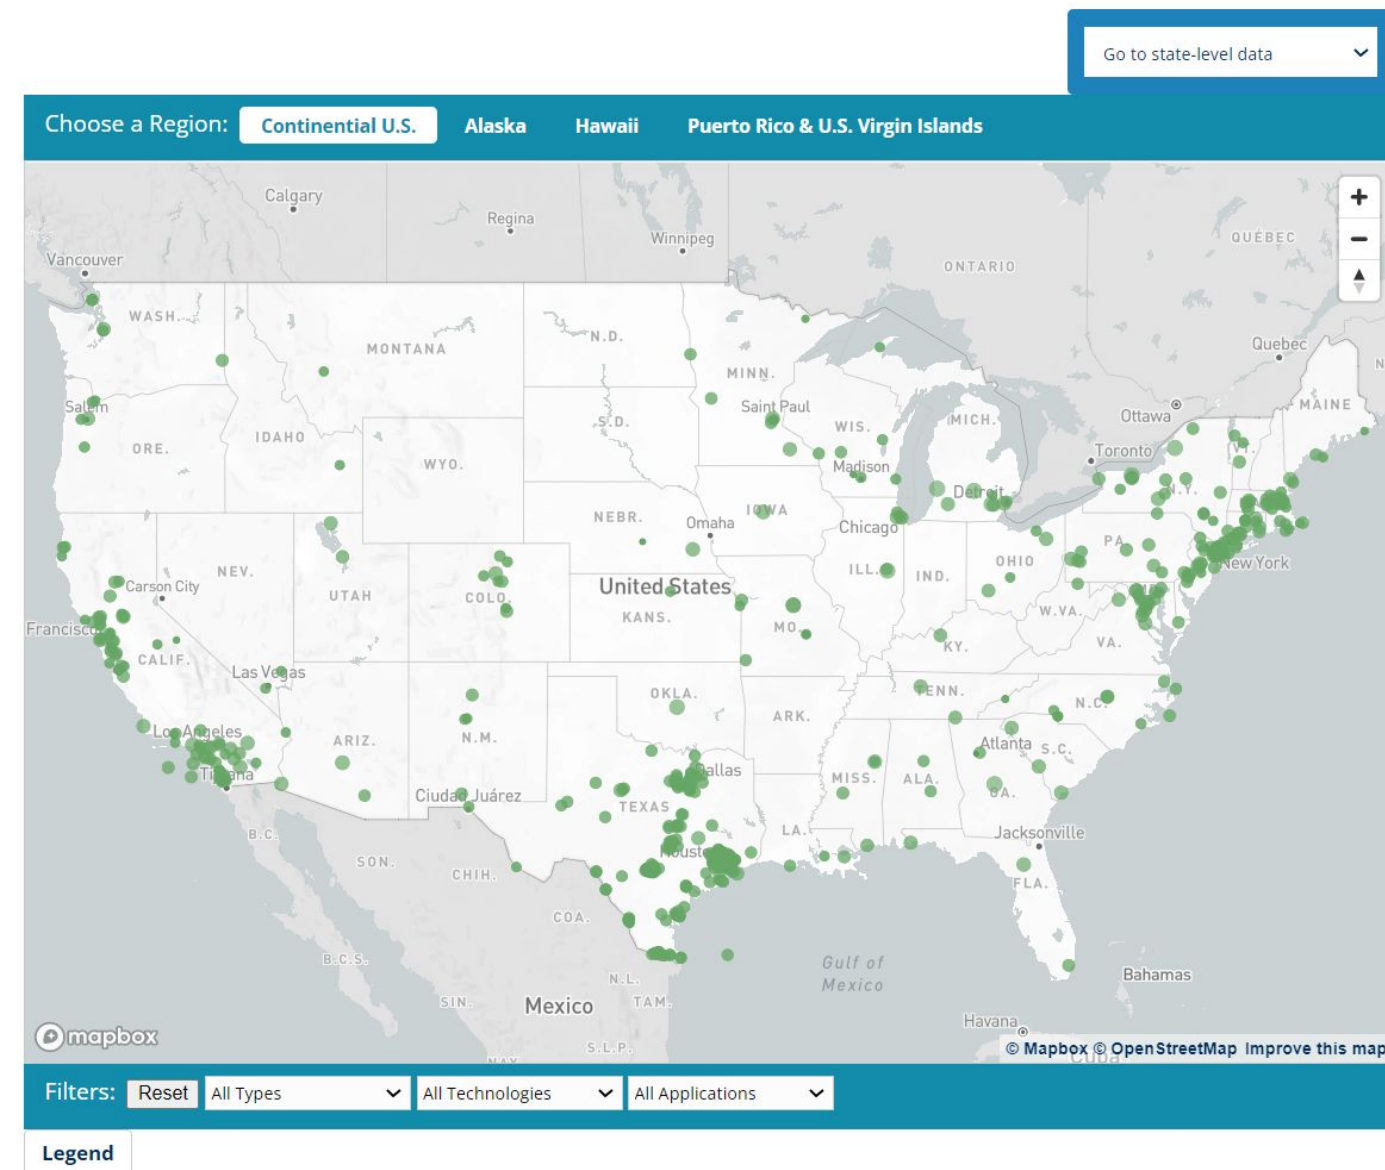 Go to state-level data
Choose a Region: Continential U.S. Alaska Hawaii Puerto Rico & U.S. Virgin Islands
Calgary
Regina
Winnipeg
QUÉBEC
Vancouver
ONTARIO
WASH.
N.D.
MONTANA
Quebec
MINN.
Ottawa
MAINE
Salem
Saint Paul
S.D.
WIS.
MICH.
IDAHO
ORE.
Toronto
VT.
WYO.
Madison
Detroit
N.Y.
NEBR.
Omaha
IOWA
Chicago
PA.
OHIO
New York
NEV.
ILL.
IND.
Carson City
United States
UTAH
COLO.
KANS.
W.VA.
Francisco
MO.
VA.
CALIF.
KY.
Las Vegas
OKLA.
TENN.
N.C.
ARK.
Los Angeles
ARIZ.
N.M.
Atlanta
S.C.
Tijuana
Dallas
MISS.
ALA.
GA.
Ciudad Juárez
TEXAS
B.C.
LA.
Jacksonville
Houston
SON.
CHIH.
FLA.
COA.
B.C.S.
Gulf of
Mexico
Bahamas
N.L.
SIN.
Mexico
TAM.
Havana
mapbox
S.L.P.
© Mapbox © OpenStreetMap Improve this map
Cuba
NAY.
Filters: Reset All Types All Technologies All Applications
Legend